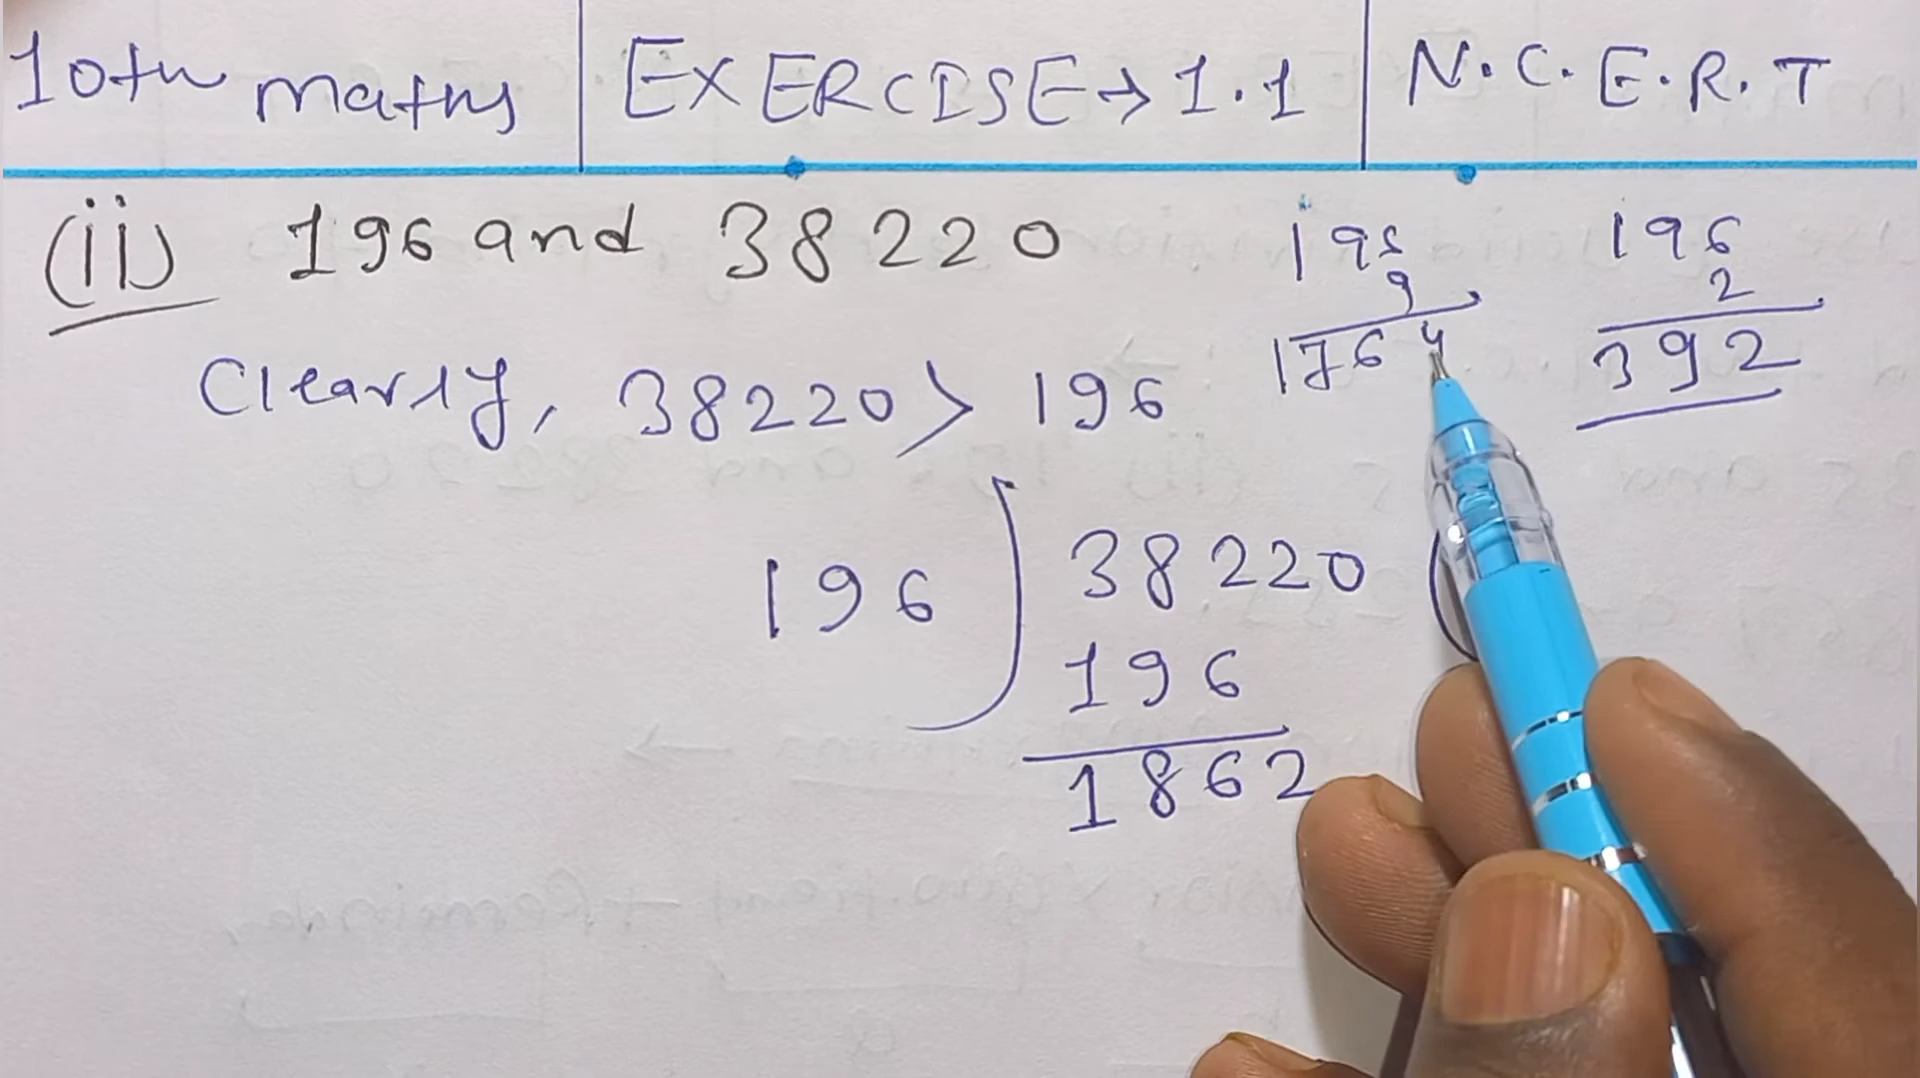 10th maths | EXERCISE → 1.1 | N.C.E.R.T
(ii) 196 and 38220
Clearly, 38220 > 196
196
9
1764
196
2
392
196 ) 38220 (
196
1862